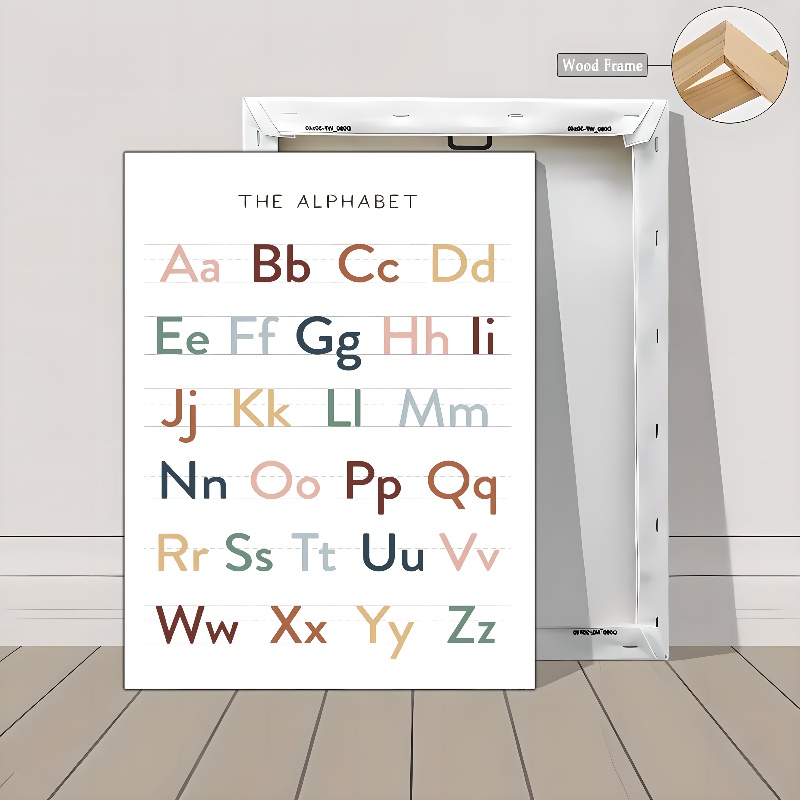 Wood Frame
THE ALPHABET
Aa Bb Cc Dd
Ee Ff Gg Hh Ii
Jj Kk Ll Mm
Nn Oo Pp Qq
Rr Ss Tt Uu Vv
Ww Xx Yy Zz